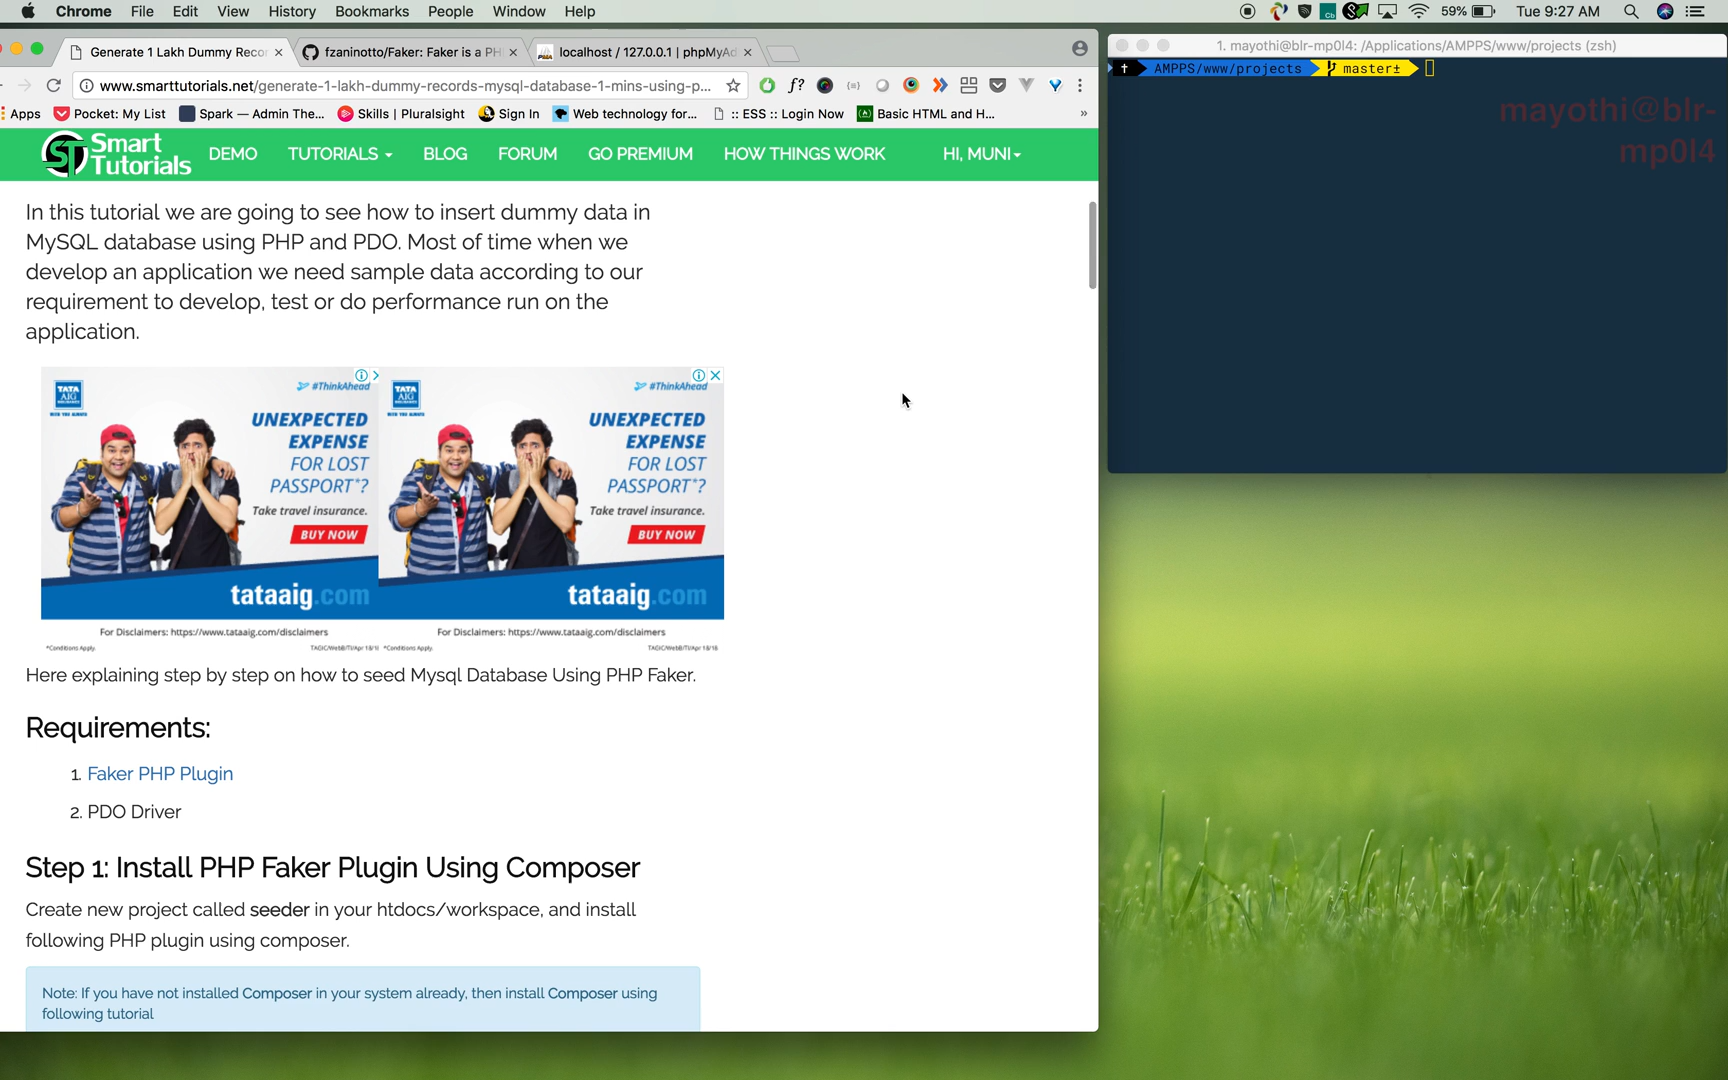 Chrome File Edit View History Bookmarks People Window Help
59% Tue 9:27 AM
Generate 1 Lakh Dummy Reco
fzaninotto/Faker: Faker is a PH
localhost / 127.0.0.1 | phpMyAd
www.smarttutorials.net/generate-1-lakh-dummy-records-mysql-database-1-mins-using-p...
Apps Pocket: My List Spark — Admin The... Skills | Pluralsight Sign In Web technology for... :: ESS :: Login Now Basic HTML and H... »
Smart
Tutorials
DEMO TUTORIALS BLOG FORUM GO PREMIUM HOW THINGS WORK HI, MUNI
In this tutorial we are going to see how to insert dummy data in
MySQL database using PHP and PDO. Most of time when we
develop an application we need sample data according to our
requirement to develop, test or do performance run on the
application.
TATA
AIG
#ThinkAhead
UNEXPECTED
EXPENSE
FOR LOST
PASSPORT*?
Take travel insurance.
BUY NOW
tataaig.com
For Disclaimers: https://www.tataaig.com/disclaimers
*Conditions Apply.
TATA
AIG
#ThinkAhead
UNEXPECTED
EXPENSE
FOR LOST
PASSPORT*?
Take travel insurance.
BUY NOW
tataaig.com
For Disclaimers: https://www.tataaig.com/disclaimers
*Conditions Apply.
Here explaining step by step on how to seed Mysql Database Using PHP Faker.
Requirements:
1. Faker PHP Plugin
2. PDO Driver
Step 1: Install PHP Faker Plugin Using Composer
Create new project called seeder in your htdocs/workspace, and install
following PHP plugin using composer.
Note: If you have not installed Composer in your system already, then install Composer using
following tutorial
1. mayothi@blr-mp0l4: /Applications/AMPPS/www/projects (zsh)
AMPPS/www/projects master±
mayothi@blr-
mp0l4